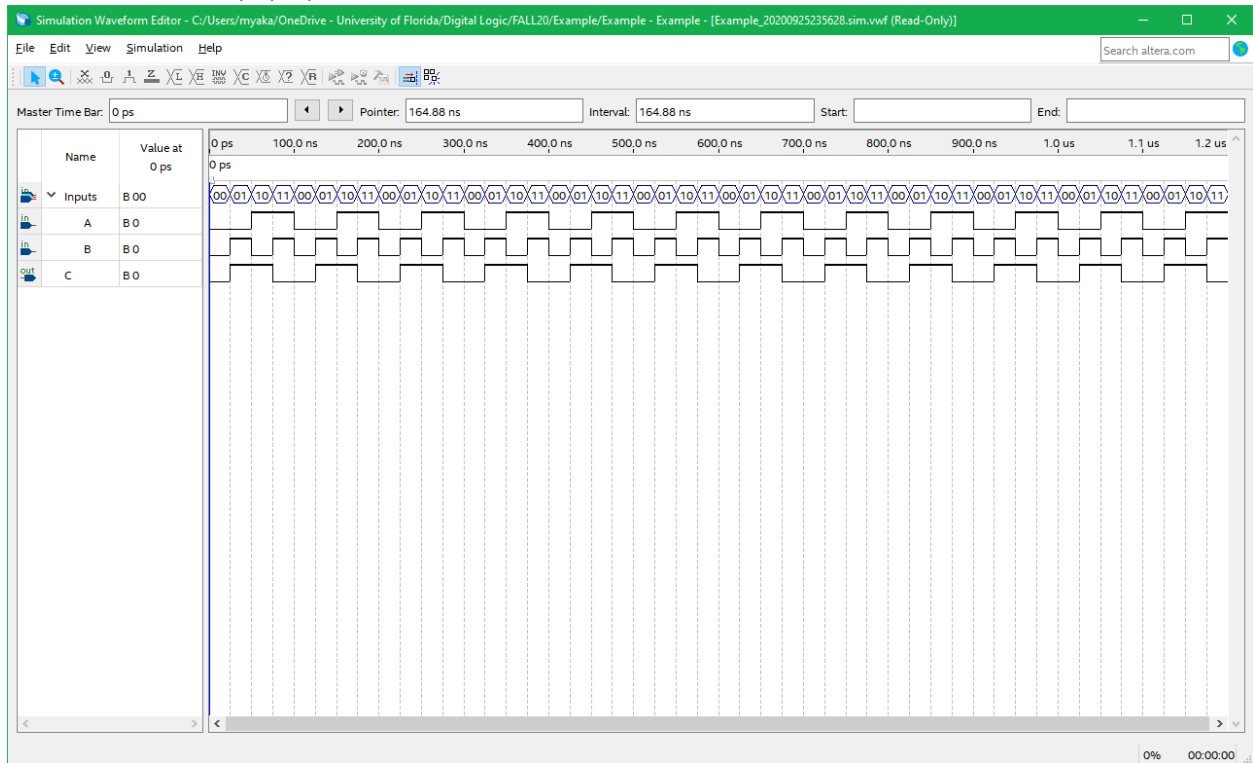 Simulation Waveform Editor - C:/Users/myaka/OneDrive - University of Florida/Digital Logic/FALL20/Example/Example - Example - [Example_20200925235628.sim.vwf (Read-Only)]
File Edit View Simulation Help
Search altera.com
Master Time Bar: 0 ps Pointer: 164.88 ns Interval: 164.88 ns Start: End:
Name Value at 0 ps
0 ps 100.0 ns 200.0 ns 300.0 ns 400.0 ns 500.0 ns 600.0 ns 700.0 ns 800.0 ns 900.0 ns 1.0 us 1.1 us 1.2 us
0 ps
in Inputs B 00 00 01 10 11 00 01 10 11 00 01 10 11 00 01 10 11 00 01 10 11 00 01 10 11 00 01 10 11 00 01 10 11 00 01 10 11 00 01 10 11 00 01 10 11 00 01 10 11
in A B 0
in B B 0
out C B 0
0% 00:00:00